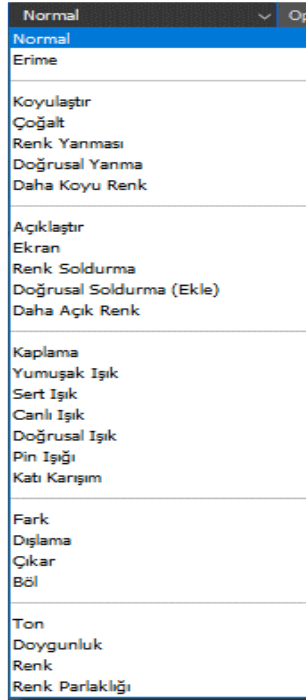 Normal Op
Normal
Erime
Koyulaştır
Çoğalt
Renk Yanması
Doğrusal Yanma
Daha Koyu Renk
Açıklaştır
Ekran
Renk Soldurma
Doğrusal Soldurma (Ekle)
Daha Açık Renk
Kaplama
Yumuşak Işık
Sert Işık
Canlı Işık
Doğrusal Işık
Pin Işığı
Katı Karışım
Fark
Dışlama
Çıkar
Böl
Ton
Doygunluk
Renk
Renk Parlaklığı